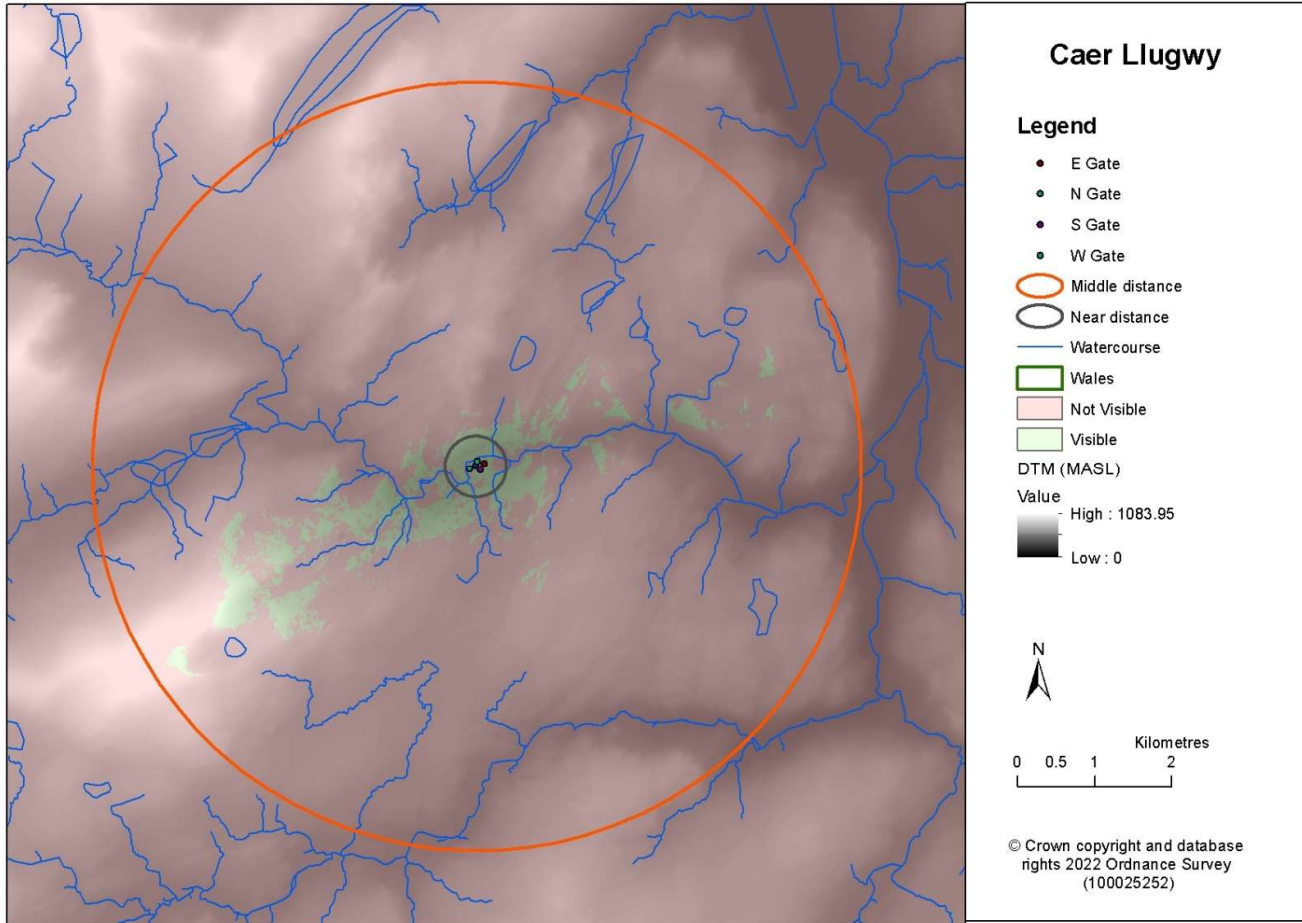 Caer Llugwy
Legend
E Gate
N Gate
S Gate
W Gate
Middle distance
Near distance
Watercourse
Wales
Not Visible
Visible
DTM (MASL)
Value
High : 1083.95
Low : 0
N
Kilometres
0 0.5 1 2
© Crown copyright and database
rights 2022 Ordnance Survey
(100025252)